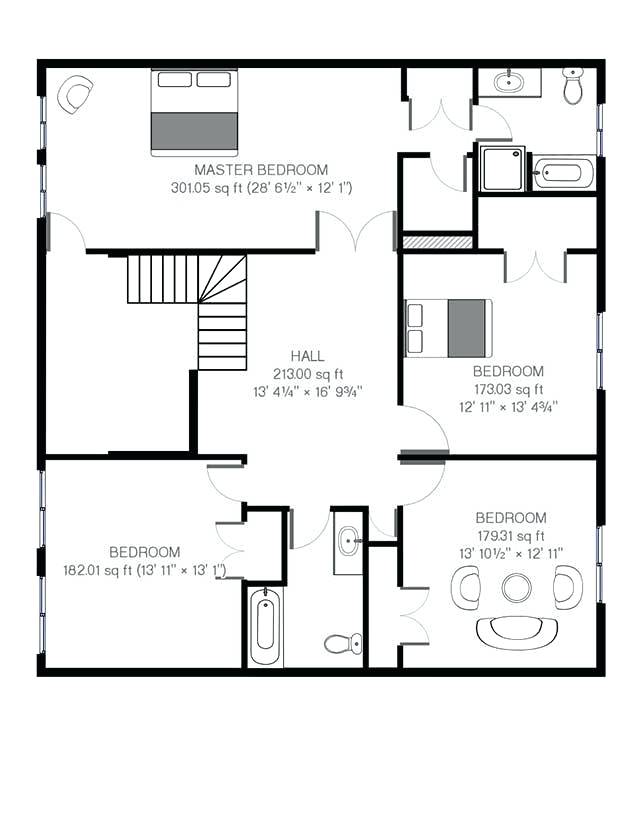 MASTER BEDROOM
301.05 sq ft (28' 6½" × 12' 1")
HALL
213.00 sq ft
13' 4¼" × 16' 9¾"
BEDROOM
173.03 sq ft
12' 11" × 13' 4¾"
BEDROOM
182.01 sq ft (13' 11" × 13' 1")
BEDROOM
179.31 sq ft
13' 10½" × 12' 11"